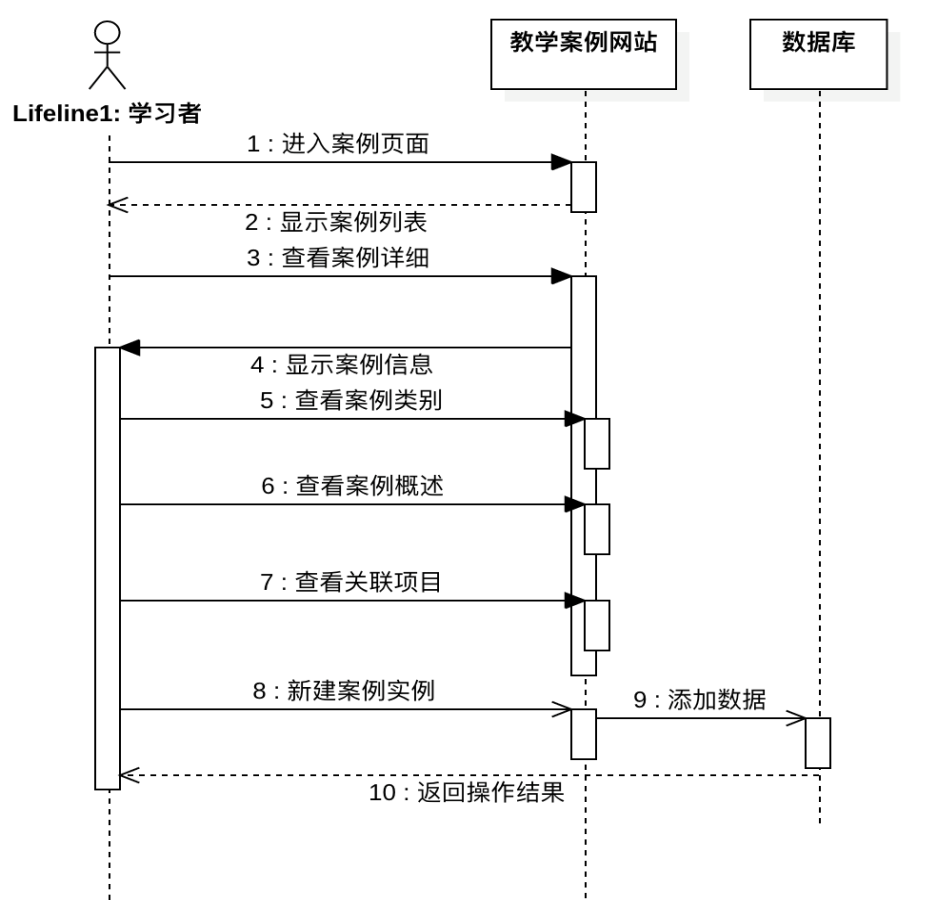 教学案例网站
数据库
Lifeline1: 学习者
1 : 进入案例页面
2 : 显示案例列表
3 : 查看案例详细
4 : 显示案例信息
5 : 查看案例类别
6 : 查看案例概述
7 : 查看关联项目
8 : 新建案例实例
9 : 添加数据
10 : 返回操作结果